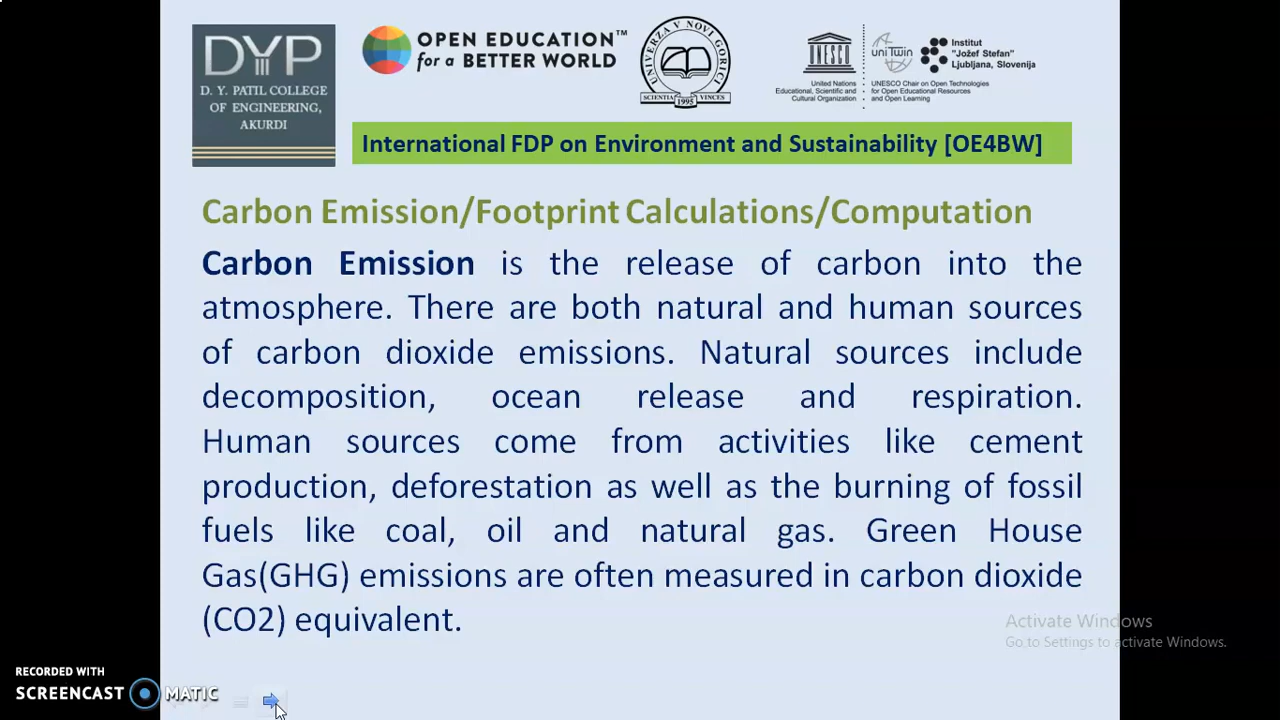 DYP
D. Y. PATIL COLLEGE
OF ENGINEERING,
AKURDI
OPEN EDUCATION™
for a BETTER WORLD
UNIVERZA V NOVI GORICI
SCIENTIA VINCES
1995
UNESCO
United Nations
Educational, Scientific and
Cultural Organization
uniTwin
Institut
"Jožef Stefan"
Ljubljana, Slovenija
UNESCO Chair on Open Technologies
for Open Educational Resources
and Open Learning
International FDP on Environment and Sustainability [OE4BW]
Carbon Emission/Footprint Calculations/Computation
Carbon Emission is the release of carbon into the
atmosphere. There are both natural and human sources
of carbon dioxide emissions. Natural sources include
decomposition, ocean release and respiration.
Human sources come from activities like cement
production, deforestation as well as the burning of fossil
fuels like coal, oil and natural gas. Green House
Gas(GHG) emissions are often measured in carbon dioxide
(CO2) equivalent.
Activate Windows
Go to Settings to activate Windows.
RECORDED WITH
SCREENCAST MATIC